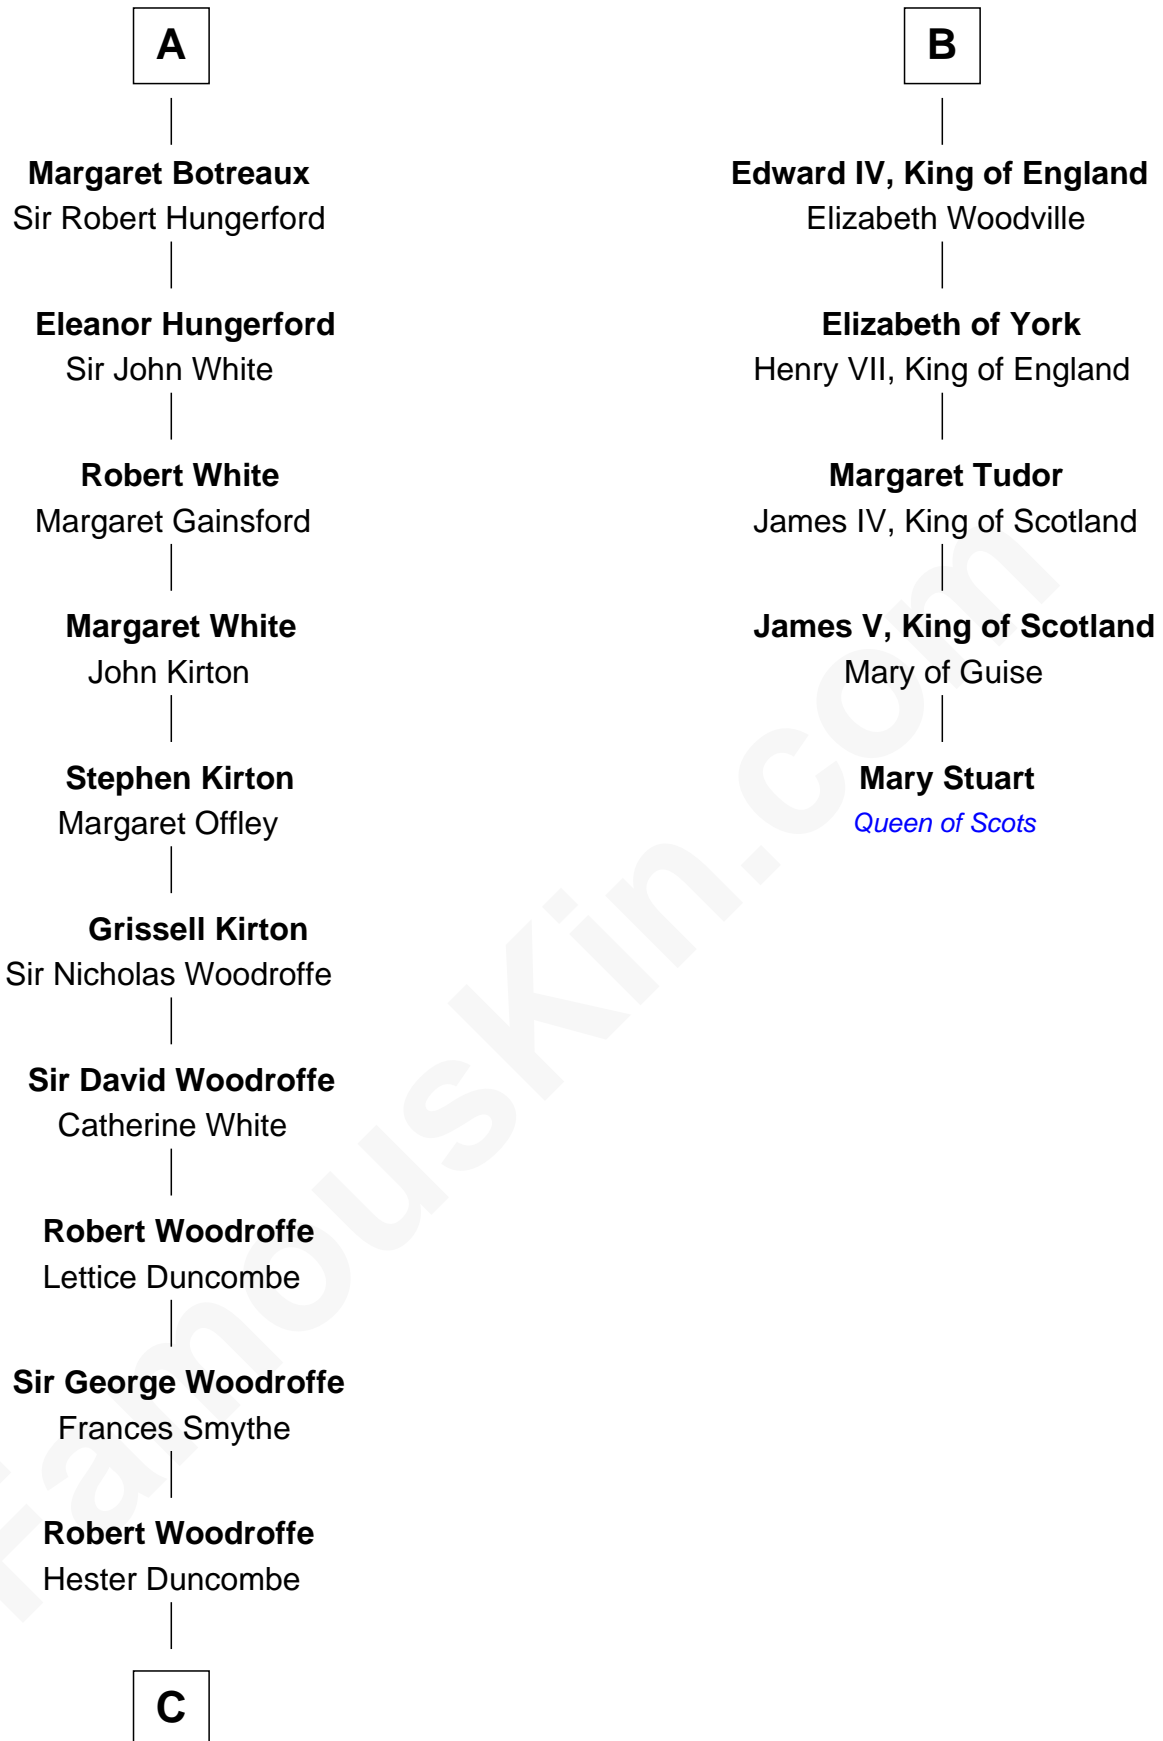 A
Margaret Botreaux
Sir Robert Hungerford
Eleanor Hungerford
Sir John White
Robert White
Margaret Gainsford
Margaret White
John Kirton
Stephen Kirton
Margaret Offley
Grissell Kirton
Sir Nicholas Woodroffe
Sir David Woodroffe
Catherine White
Robert Woodroffe
Lettice Duncombe
Sir George Woodroffe
Frances Smythe
Robert Woodroffe
Hester Duncombe
C
B
Edward IV, King of England
Elizabeth Woodville
Elizabeth of York
Henry VII, King of England
Margaret Tudor
James IV, King of Scotland
James V, King of Scotland
Mary of Guise
Mary Stuart
Queen of Scots
FamousKin.com